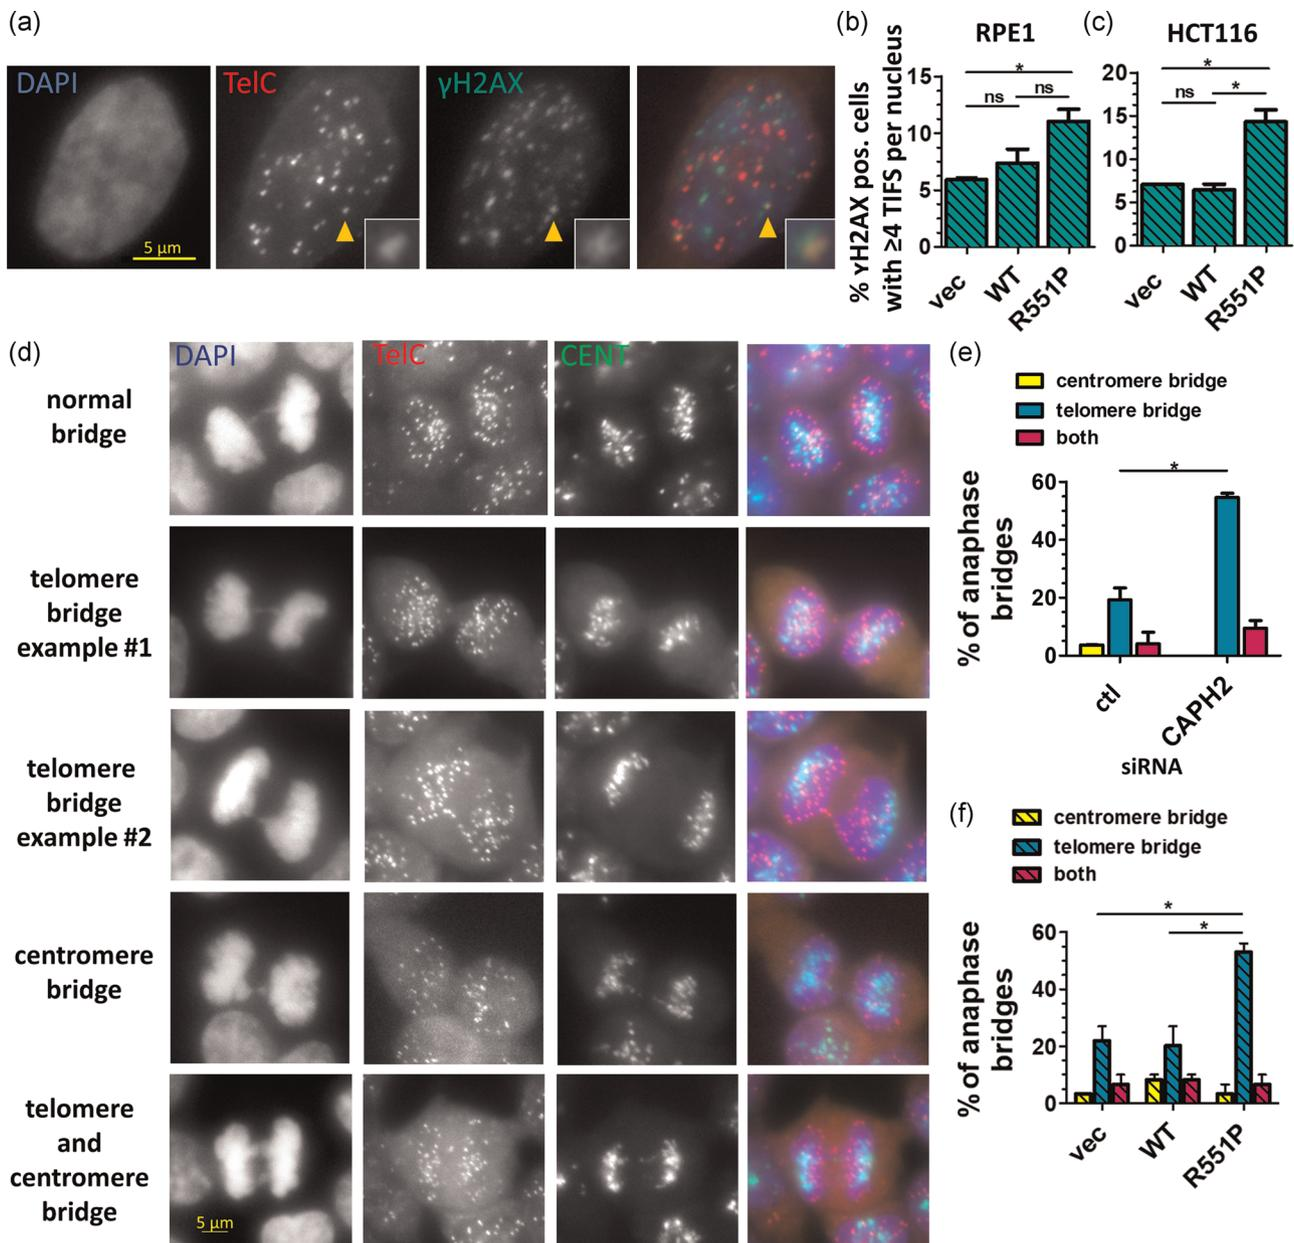 (a)
DAPI
TelC
γH2AX
5 µm
(b)
RPE1
% γH2AX pos. cells
with ≥4 TIFS per nucleus
15
10
5
0
*
ns
ns
vec
WT
R551P
(c)
HCT116
20
15
10
5
0
*
ns
*
vec
WT
R551P
(d)
DAPI
TelC
CENT
normal
bridge
telomere
bridge
example #1
telomere
bridge
example #2
centromere
bridge
telomere
and
centromere
bridge
5 µm
(e)
centromere bridge
telomere bridge
both
% of anaphase
bridges
60
40
20
0
*
ctl
CAPH2
siRNA
(f)
centromere bridge
telomere bridge
both
% of anaphase
bridges
60
40
20
0
*
*
vec
WT
R551P